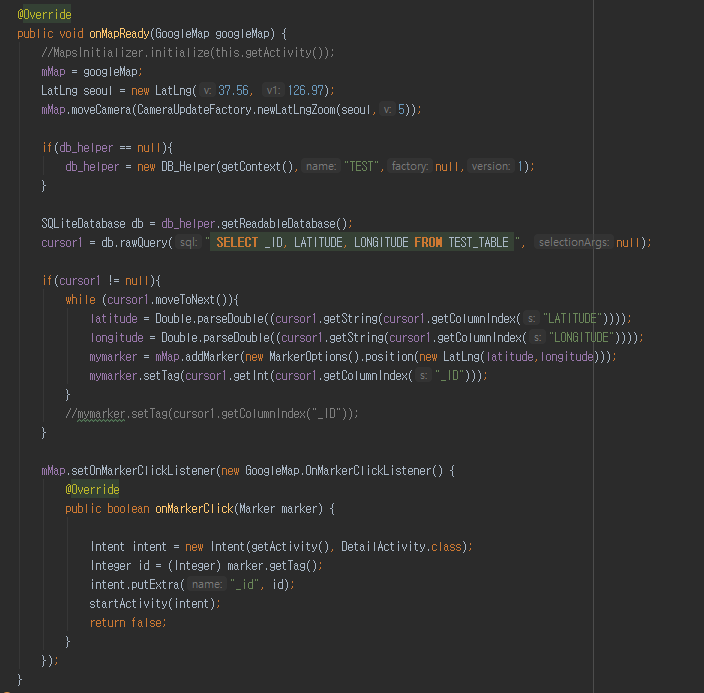 @Override
public void onMapReady(GoogleMap googleMap) {
//MapsInitializer.initialize(this.getActivity());
mMap = googleMap;
LatLng seoul = new LatLng( v: 37.56, v1: 126.97);
mMap.moveCamera(CameraUpdateFactory.newLatLngZoom(seoul, v: 5));
if(db_helper == null){
db_helper = new DB_Helper(getContext(), name: "TEST", factory: null, version: 1);
}
SQLiteDatabase db = db_helper.getReadableDatabase();
cursor1 = db.rawQuery( sql: " SELECT _ID, LATITUDE, LONGITUDE FROM TEST_TABLE ", selectionArgs: null);
if(cursor1 != null){
while (cursor1.moveToNext()){
latitude = Double.parseDouble((cursor1.getString(cursor1.getColumnIndex( s: "LATITUDE"))));
longitude = Double.parseDouble((cursor1.getString(cursor1.getColumnIndex( s: "LONGITUDE"))));
mymarker = mMap.addMarker(new MarkerOptions().position(new LatLng(latitude,longitude)));
mymarker.setTag(cursor1.getInt(cursor1.getColumnIndex( s: "_ID")));
}
//mymarker.setTag(cursor1.getColumnIndex("_ID"));
}
mMap.setOnMarkerClickListener(new GoogleMap.OnMarkerClickListener() {
@Override
public boolean onMarkerClick(Marker marker) {
Intent intent = new Intent(getActivity(), DetailActivity.class);
Integer id = (Integer) marker.getTag();
intent.putExtra( name: "_id", id);
startActivity(intent);
return false;
}
});
}